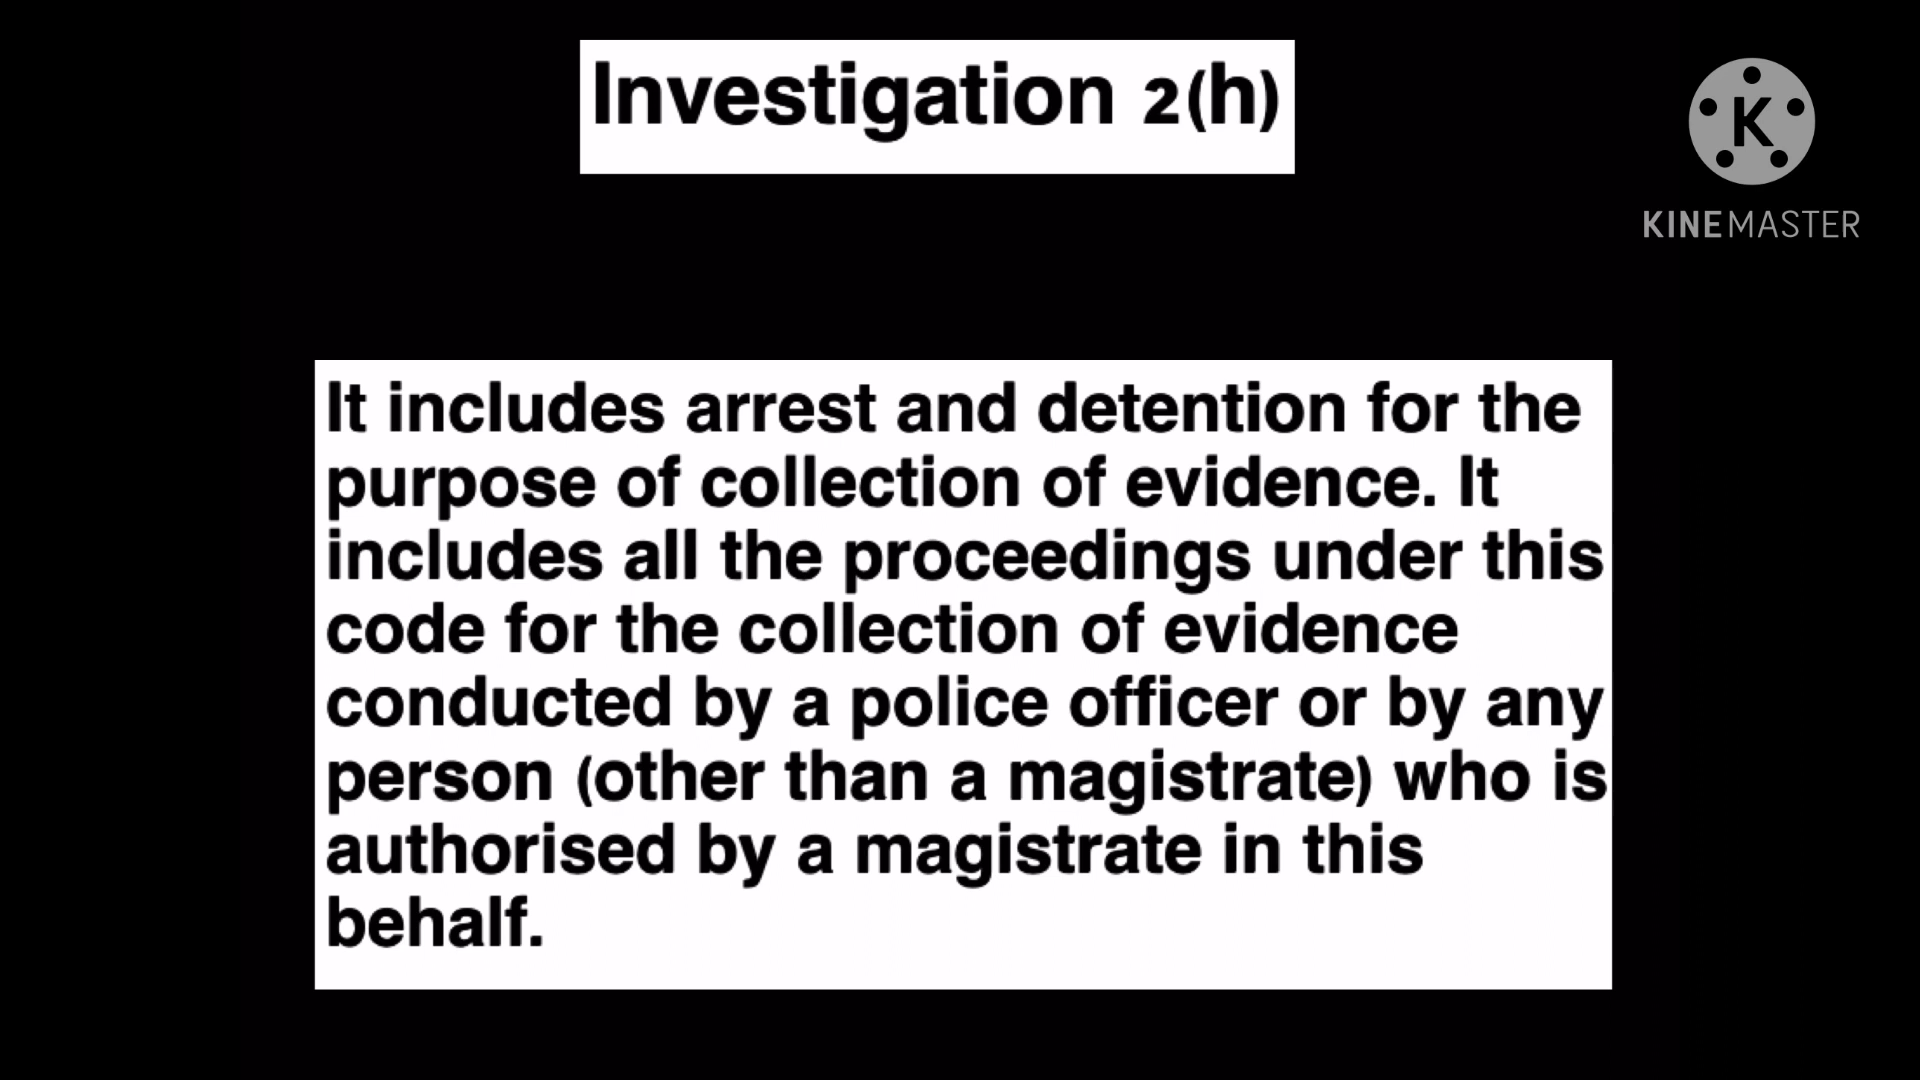 Investigation 2(h)
K
KINEMASTER
It includes arrest and detention for the
purpose of collection of evidence. It
includes all the proceedings under this
code for the collection of evidence
conducted by a police officer or by any
person (other than a magistrate) who is
authorised by a magistrate in this
behalf.